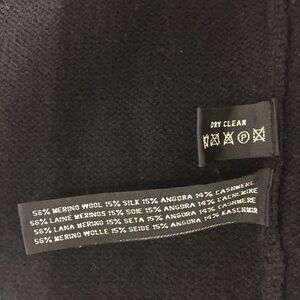 DRY CLEAN
P
56% MERINO WOOL 15% SILK 15% ANGORA 14% CASHMERE
56% LAINE MERINOS 15% SOIE 15% ANGORA 14% CACHEMIRE
56% LANA MERINO 15% SETA 15% ANGORA 14% CASHMERE
56% MERINO WOLLE 15% SEIDE 15% ANGORA 14% KASCHMIR